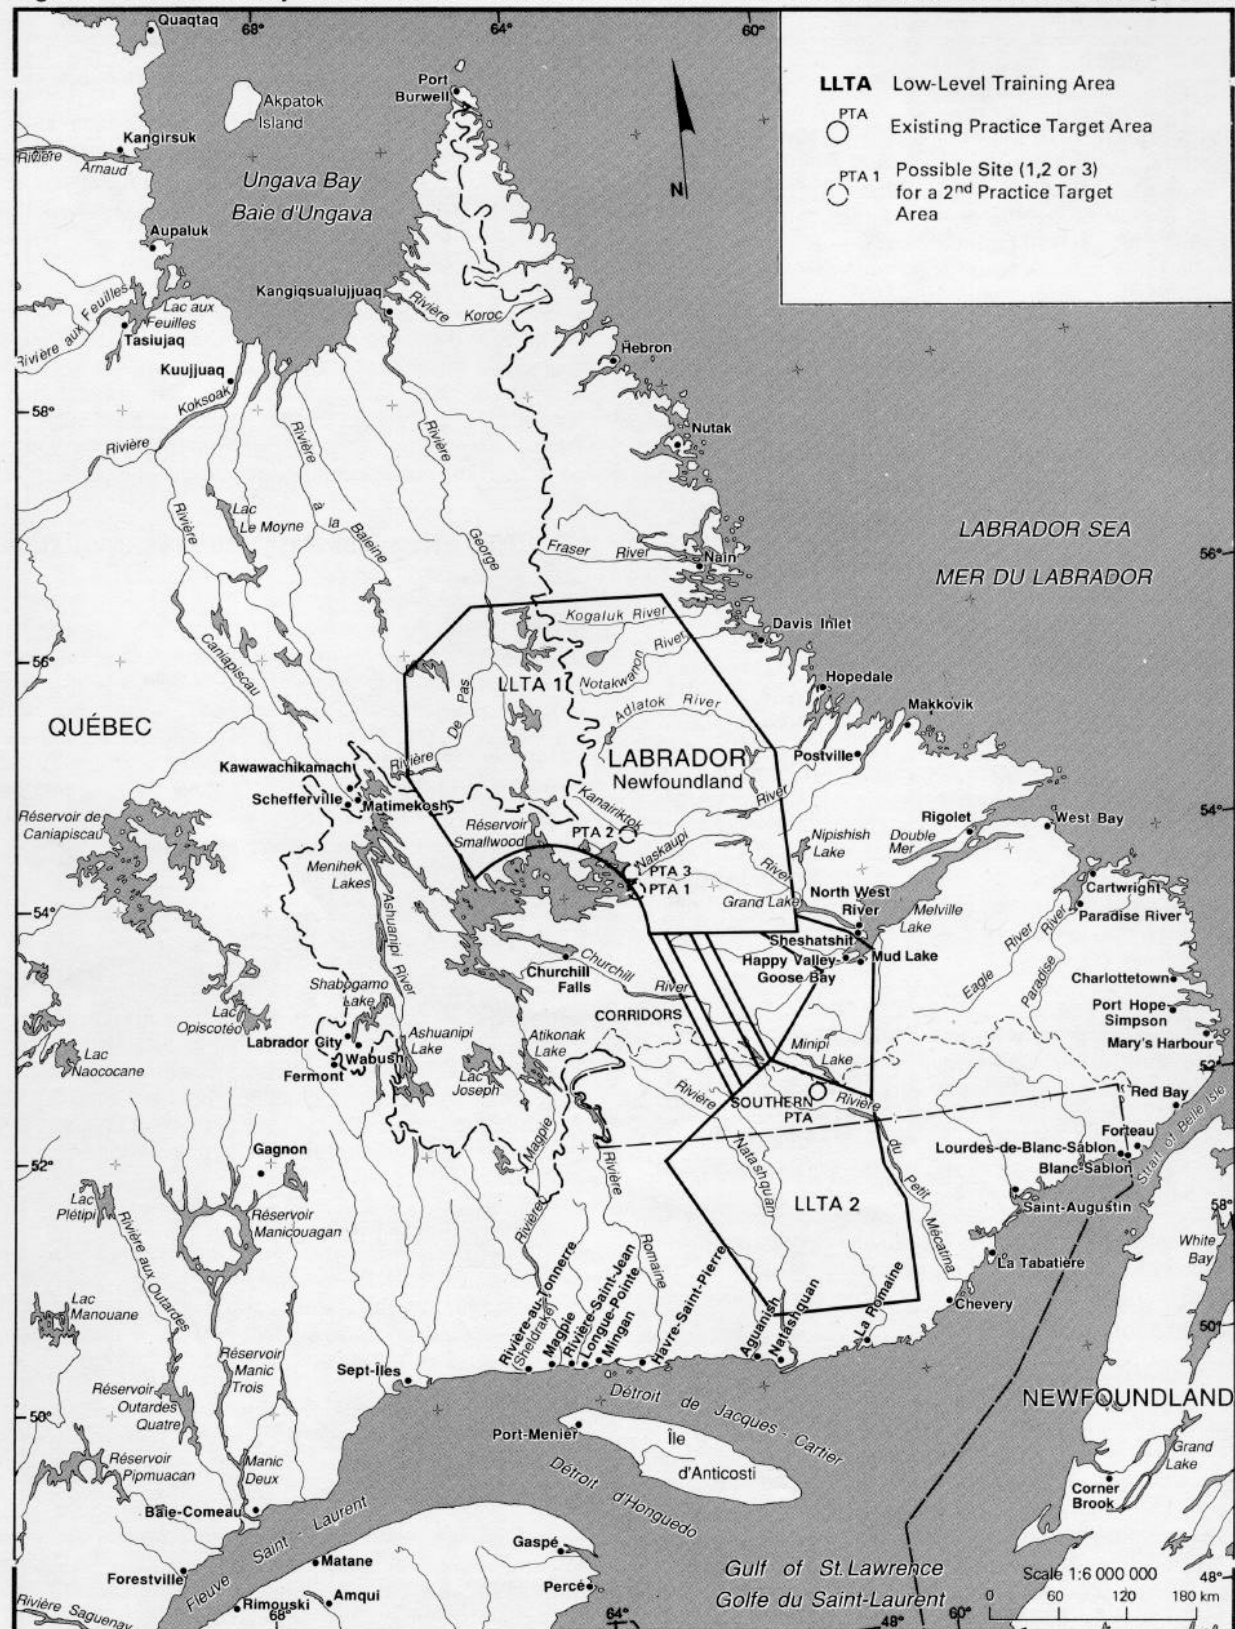 Quaqtaq
68°
64°
60°
Port
Burwell
Akpatok
Island
LLTA Low-Level Training Area
PTA
Existing Practice Target Area
PTA 1 Possible Site (1,2 or 3)
for a 2nd Practice Target
Area
N
Kangirsuk
Rivière
Arnaud
Ungava Bay
Baie d'Ungava
Aupaluk
Kangiqsualujjuaq
Rivière
Koroc
Rivière aux Feuilles
Lac aux
Feuilles
Tasiujaq
Hebron
Kuujjuaq
Koksoak
58°
Rivière
Nutak
Rivière
Rivière
à la
Baleine
Rivière
George
Lac
Le Moyne
LABRADOR SEA
MER DU LABRADOR
56°
Fraser River
Nain
Kogaluk River
Davis Inlet
56°
Caniapiscau
LLTA 1
Notakwanon
River
Hopedale
De Pas
Adlatok River
Makkovik
QUÉBEC
LABRADOR
Newfoundland
Postville
Kawawachikamach
Rivière
Schefferville
Matimekosh
Kanairiktok
River
54°
Réservoir de
Caniapiscau
Réservoir
Smallwood
PTA 2
Nipishish
Lake
Rigolet
Double
Mer
West Bay
Menihek
Lakes
Naskaupi
River
PTA 3
PTA 1
54°
Ashuanipi River
Grand Lake
North West
River
Melville
Lake
Cartwright
Paradise River
Sheshatshit
Happy Valley-
Goose Bay
Mud Lake
Eagle
River
Paradise
River
Churchill
Falls
Churchill
River
Charlottetown
Shabogamo
Lake
Lac
Opiscotéo
CORRIDORS
Port Hope-
Simpson
Mary's Harbour
Labrador City
Wabush
Fermont
Ashuanipi
Lake
Atikonak
Lake
Minipi
Lake
52°
Lac
Naococane
Lac
Joseph
Rivière
SOUTHERN
PTA
Rivière
Red Bay
Gagnon
Magpie
Rivière
Natashquan
du
Petit
Mécatina
Forteau
Lourdes-de-Blanc-Sablon
Blanc-Sablon
Strait of Belle Isle
52°
Lac
Plétipi
Réservoir
Manicouagan
LLTA 2
Saint-Augustin
58°
Rivière aux Outardes
Rivière
Romaine
White
Bay
La Tabatière
Lac
Manouane
Rivière-au-Tonnerre
(Sheldrake)
Magpie
Rivière-Saint-Jean
Longue-Pointe
Mingan
Havre-Saint-Pierre
Aguanish
Natashquan
La Romaine
Chevery
50°
Réservoir
Manic
Trois
Sept-Îles
Détroit de Jacques - Cartier
NEWFOUNDLAND
Réservoir
Outardes
Quatre
50°
Port-Menier
Île
d'Anticosti
Grand
Lake
Réservoir
Pipmuacan
Manic
Deux
Détroit d'Honguedo
Corner
Brook
Baie-Comeau
Fleuve Saint - Laurent
Gaspé
Matane
Forestville
Gulf of St. Lawrence
Golfe du Saint-Laurent
Scale 1:6 000 000
48°
Amqui
Percé
0 60 120 180 km
Rivière Saguenay
Rimouski
68°
64°
48°
60°